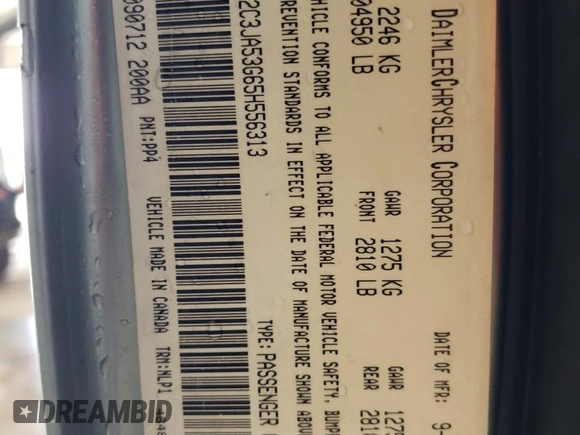 DAIMLERCHRYSLER CORPORATION
DATE OF MFR: 9-
2246 KG
04950 LB
GAWR FRONT 1275 KG 2810 LB
GAWR REAR
VEHICLE CONFORMS TO ALL APPLICABLE FEDERAL MOTOR VEHICLE SAFETY,
PREVENTION STANDARDS IN EFFECT ON THE DATE OF MANUFACTURE SHOWN
2C3JA53G65H556313
TYPE: PASSENGER
090712 200AA
PNT:PP4
VEHICLE MADE IN CANADA
TRM:NLP1
DREAMBID